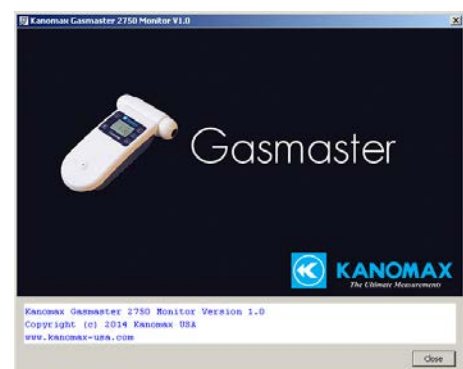 Kanomax Gasmaster 2750 Monitor V1.0
Gasmaster
KANOMAX
The Ultimate Measurements
Kanomax Gasmaster 2750 Monitor Version 1.0
Copyright (c) 2014 Kanomax USA
www.kanomax-usa.com
Close